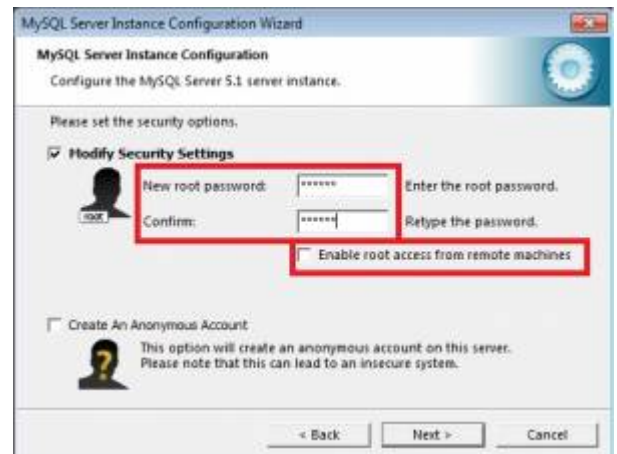 MySQL Server Instance Configuration Wizard
MySQL Server Instance Configuration
Configure the MySQL Server 5.1 server instance.
Please set the security options.
Modify Security Settings
New root password: ****** Enter the root password.
root
Confirm: ****** Retype the password.
Enable root access from remote machines
Create An Anonymous Account
This option will create an anonymous account on this server.
Please note that this can lead to an insecure system.
< Back Next > Cancel